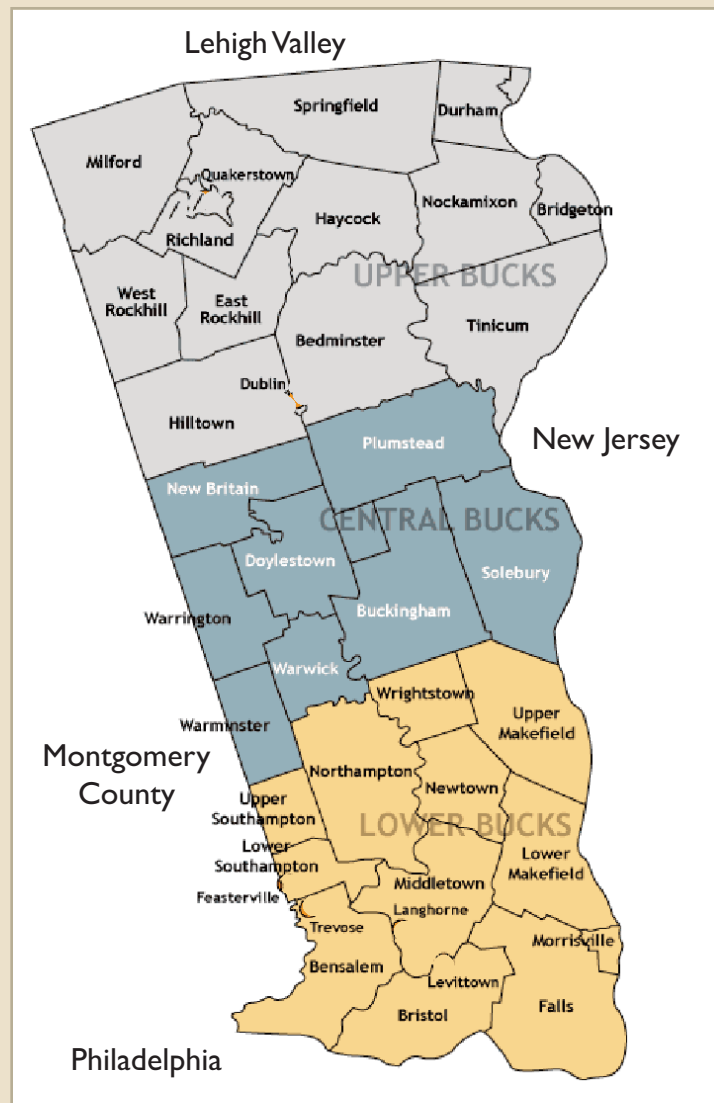 Lehigh Valley
Springfield
Durham
Milford
Quakerstown
Nockamixon
Haycock
Bridgeton
Richland
UPPER BUCKS
West
Rockhill
East
Rockhill
Tinicum
Bedminster
Dublin
Hilltown
New Jersey
Plumstead
New Britain
CENTRAL BUCKS
Doylestown
Solebury
Buckingham
Warrington
Warwick
Wrightstown
Upper
Makefield
Warminster
Montgomery
County
Northampton
Newtown
Upper
Southampton
LOWER BUCKS
Lower
Southampton
Lower
Makefield
Middletown
Feasterville
Langhorne
Trevose
Morrisville
Bensalem
Levittown
Falls
Bristol
Philadelphia